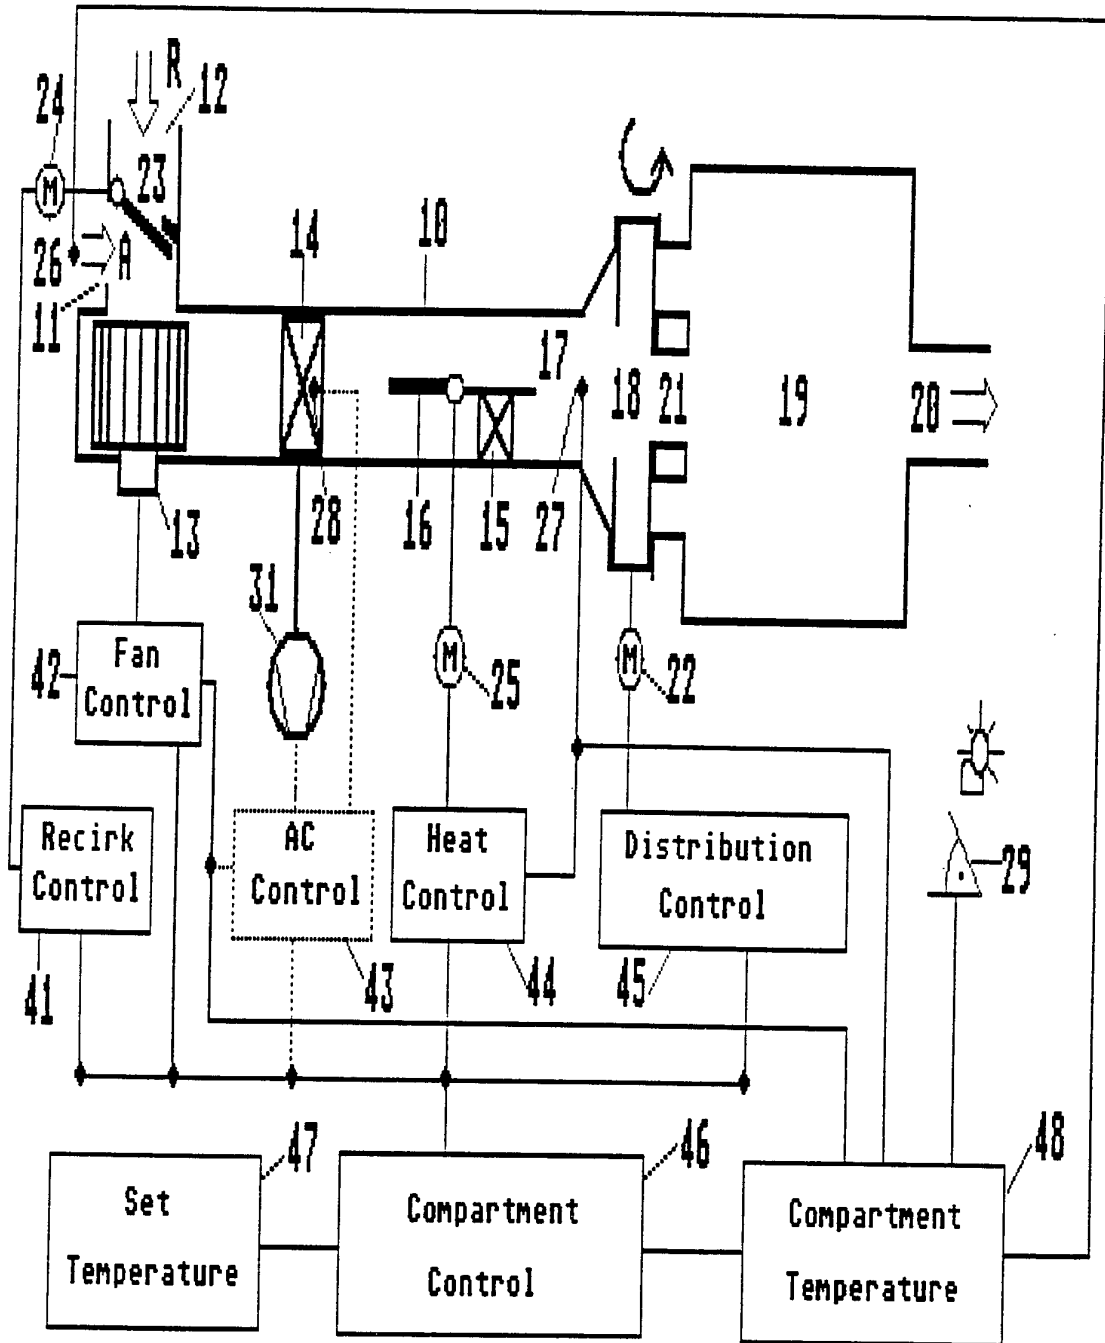 R
12
24
M
23
26
A
11
14
10
17
18
21
19
20
13
28
16
15
27
31
M
25
M
22
42
Fan
Control
Recirk
Control
AC
Control
Heat
Control
Distribution
Control
29
41
43
44
45
47
46
48
Set
Temperature
Compartment
Control
Compartment
Temperature